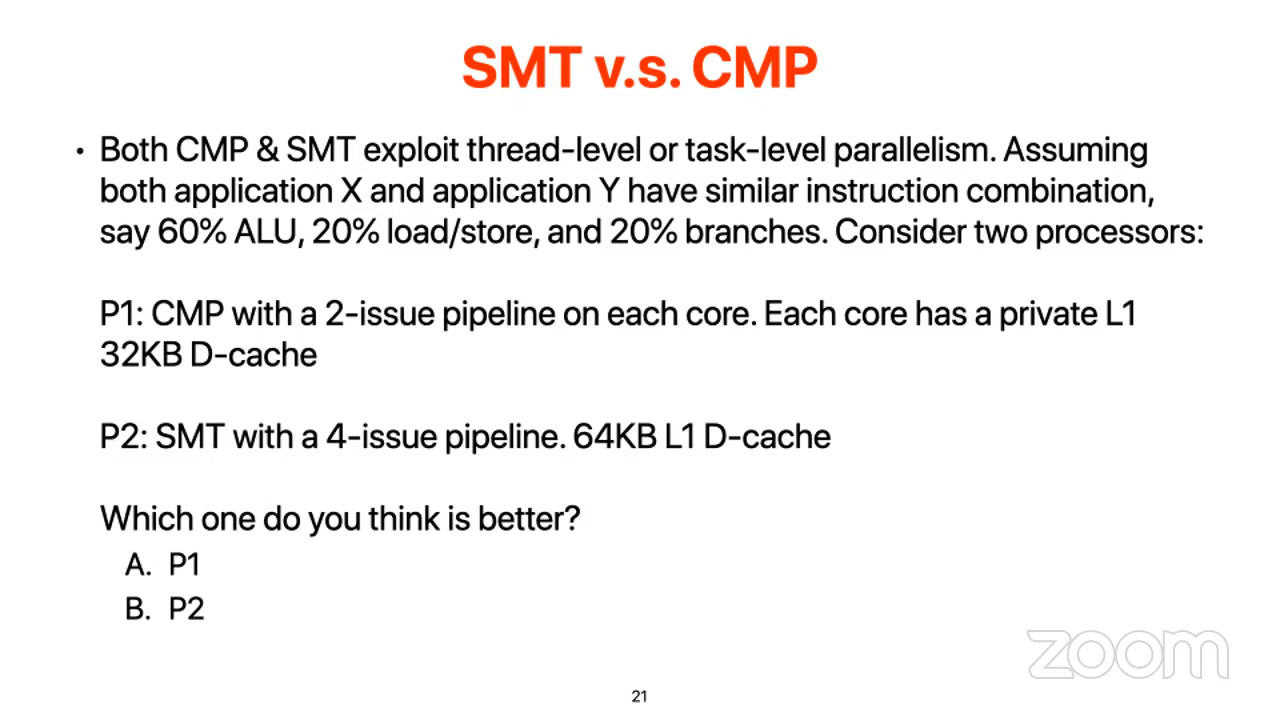 SMT v.s. CMP
• Both CMP & SMT exploit thread-level or task-level parallelism. Assuming
both application X and application Y have similar instruction combination,
say 60% ALU, 20% load/store, and 20% branches. Consider two processors:
P1: CMP with a 2-issue pipeline on each core. Each core has a private L1
32KB D-cache
P2: SMT with a 4-issue pipeline. 64KB L1 D-cache
Which one do you think is better?
A. P1
B. P2
zoom
21